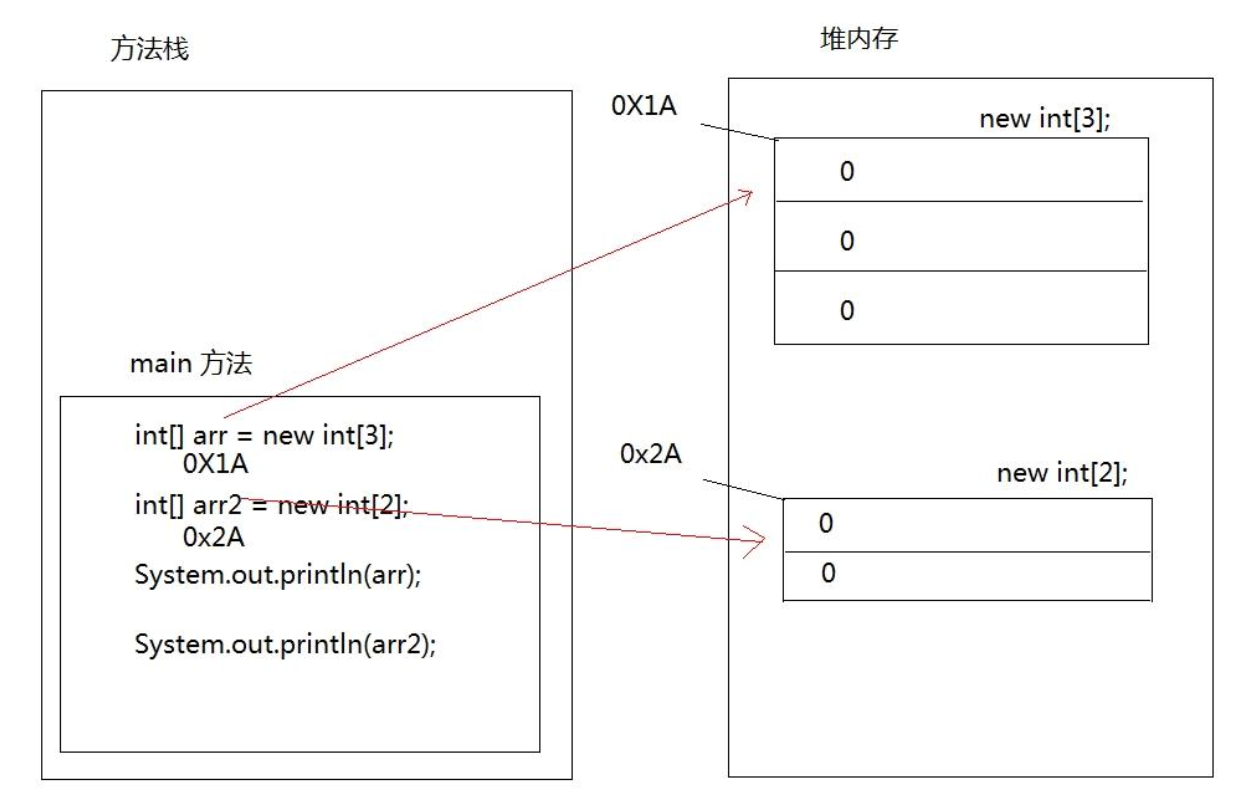 方法栈
main 方法
int[] arr = new int[3];
0X1A
int[] arr2 = new int[2];
0x2A
System.out.println(arr);
System.out.println(arr2);
堆内存
0X1A
new int[3];
0
0
0
0x2A
new int[2];
0
0